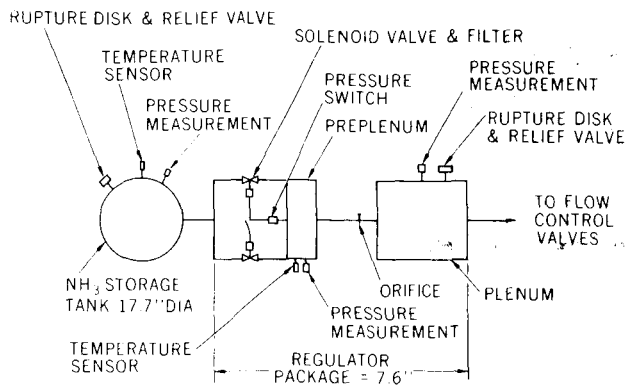 RUPTURE DISK & RELIEF VALVE
TEMPERATURE
SENSOR
PRESSURE
MEASUREMENT
SOLENOID VALVE & FILTER
PRESSURE
SWITCH
PREPLENUM
PRESSURE
MEASUREMENT
RUPTURE DISK
& RELIEF VALVE
TO FLOW
CONTROL
VALVES
NH3 STORAGE
TANK 17.7"DIA
TEMPERATURE
SENSOR
PRESSURE
MEASUREMENT
ORIFICE
PLENUM
REGULATOR
PACKAGE = 7.6"